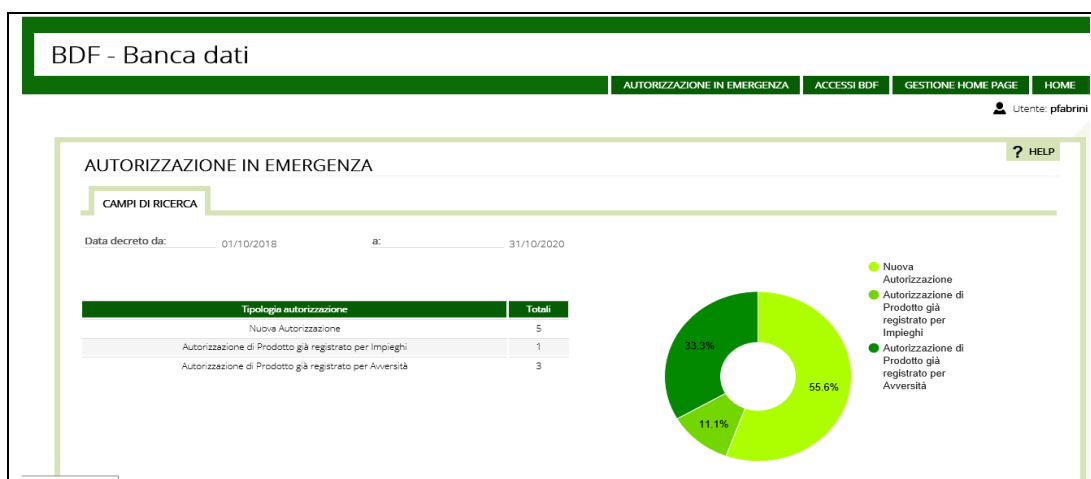 BDF - Banca dati
AUTORIZZAZIONE IN EMERGENZA ACCESSI BDF GESTIONE HOME PAGE HOME
Utente: pfabrini
? HELP
AUTORIZZAZIONE IN EMERGENZA
CAMPI DI RICERCA
Data decreto da: 01/10/2018 a: 31/10/2020
Tipologia autorizzazione Totali
Nuova Autorizzazione 5
Autorizzazione di Prodotto già registrato per Impieghi 1
Autorizzazione di Prodotto già registrato per Avversità 3
33.3%
55.6%
11.1%
Nuova
Autorizzazione
Autorizzazione di
Prodotto già
registrato per
Impieghi
Autorizzazione di
Prodotto già
registrato per
Avversità